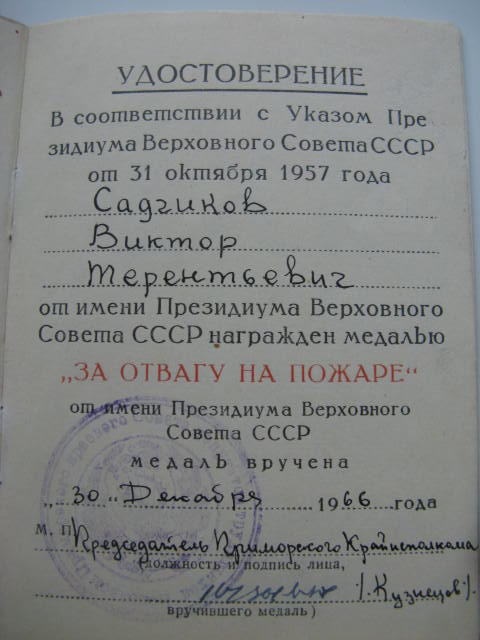 УДОСТОВЕРЕНИЕ
В соответствии с Указом Пре
зидиума Верховного Совета СССР
от 31 октября 1957 года
Садчиков
Виктор
Терентьевич
от имени Президиума Верховного
Совета СССР награжден медалью
„ЗА ОТВАГУ НА ПОЖАРЕ“
от имени Президиума Верховного
Совета СССР
медаль вручена
„30“ Декабря 1966 года
М. П. Председатель Приморского Крайисполкома
(должность и подпись лица,
/Кузнецов/.
вручившего медаль)